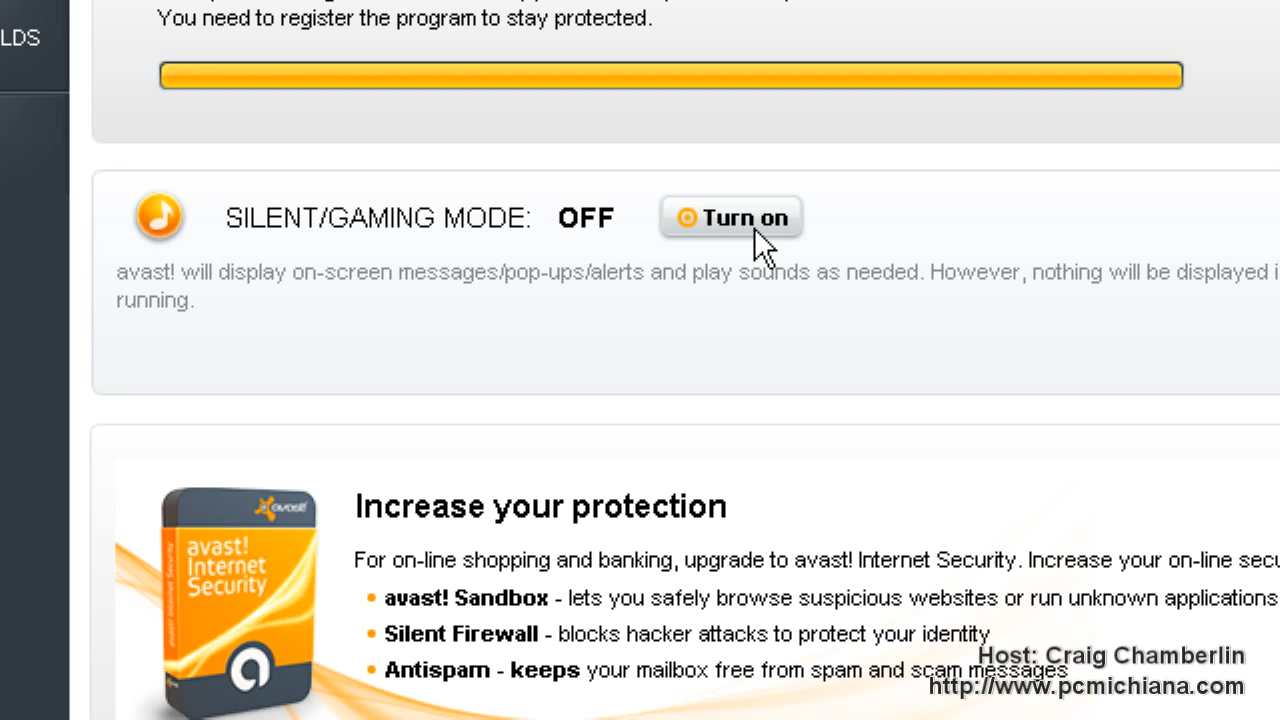 You need to register the program to stay protected.
LDS
SILENT/GAMING MODE: OFF Turn on
avast! will display on-screen messages/pop-ups/alerts and play sounds as needed. However, nothing will be displayed i
running.
avast!
avast!
Internet
Security
Increase your protection
For on-line shopping and banking, upgrade to avast! Internet Security. Increase your on-line secu
avast! Sandbox - lets you safely browse suspicious websites or run unknown applications
Silent Firewall - blocks hacker attacks to protect your identity
Antispam - keeps your mailbox free from spam and scam messages
Host: Craig Chamberlin
http://www.pcmichiana.com